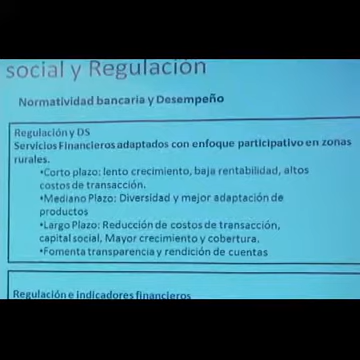 social y Regulación
Normatividad bancaria y Desempeño
Regulación y DS
Servicios Financieros adaptados con enfoque participativo en zonas
rurales.
•Corto plazo: lento crecimiento, baja rentabilidad, altos
costos de transacción.
•Mediano Plazo: Diversidad y mejor adaptación de
productos
•Largo Plazo: Reducción de costos de transacción,
capital social, Mayor crecimiento y cobertura.
•Fomenta transparencia y rendición de cuentas
Regulación e Indicadores financieros